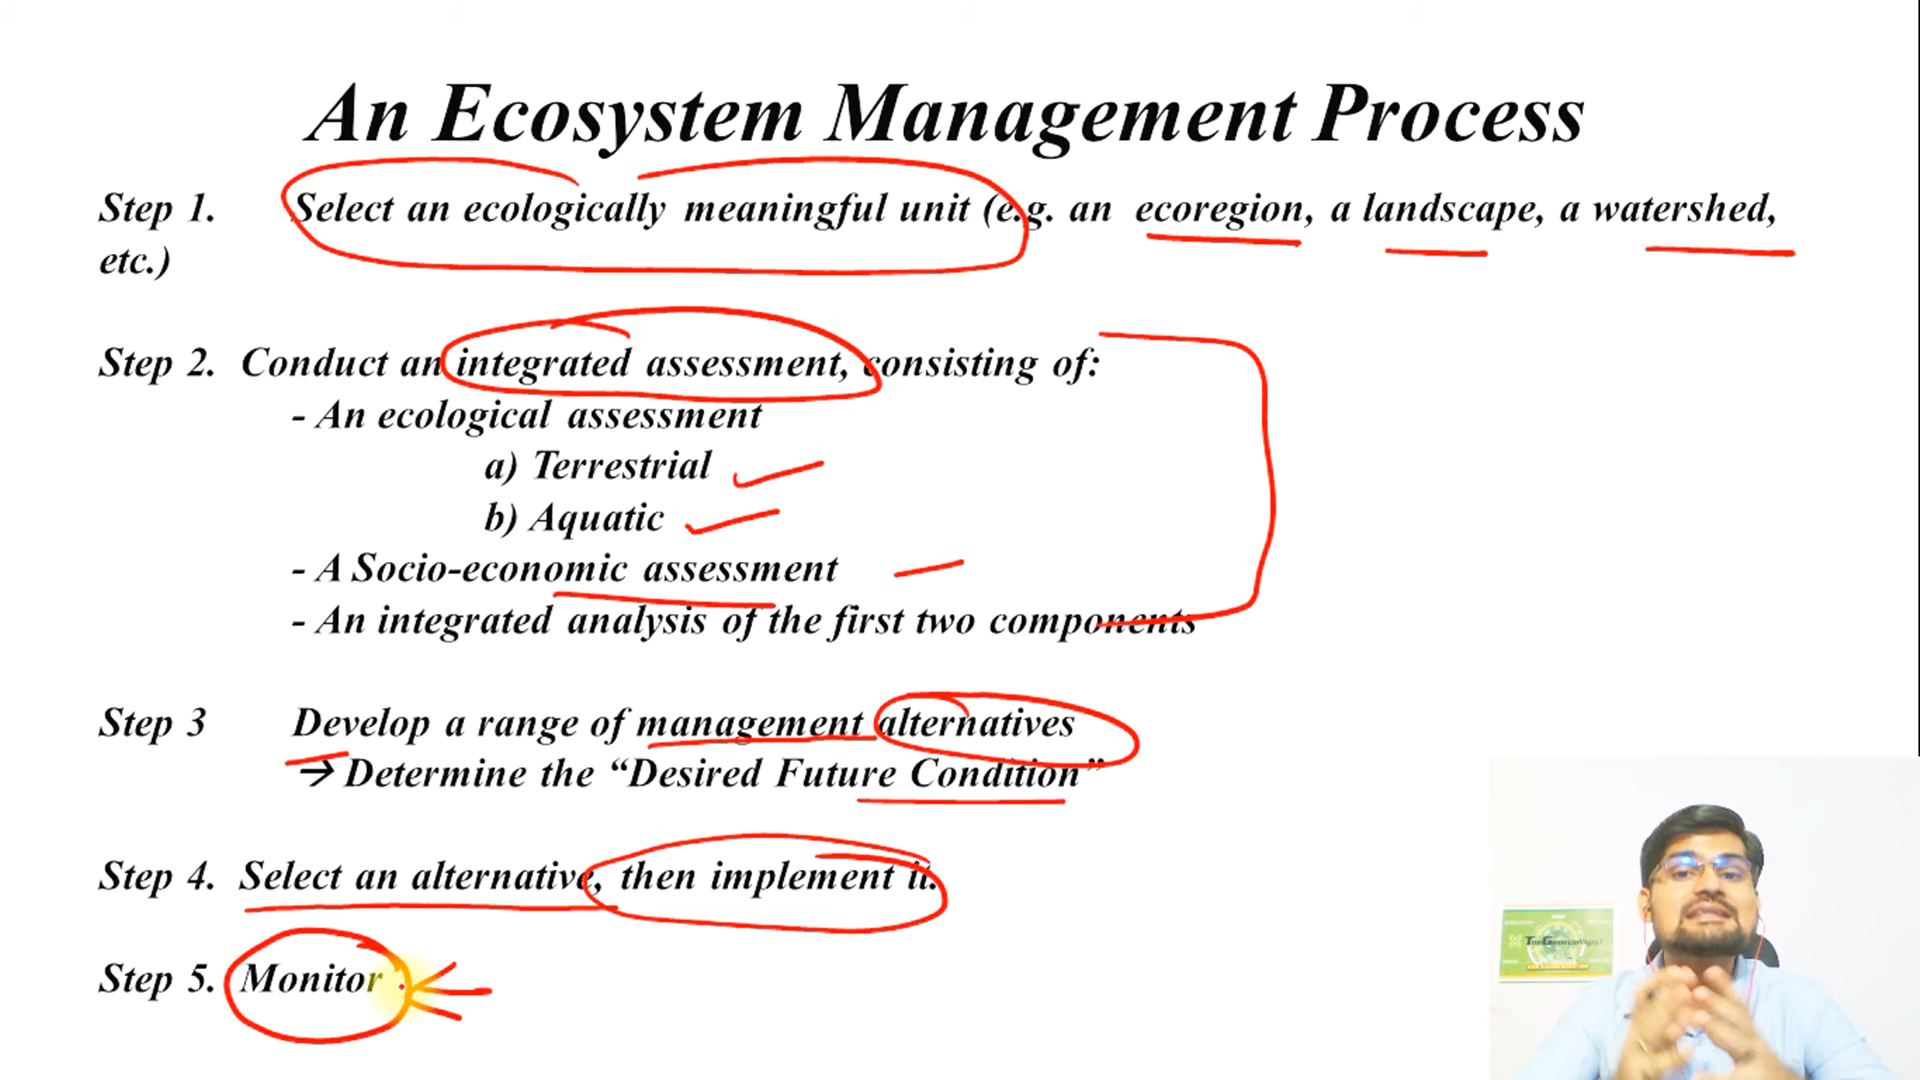 An Ecosystem Management Process
Step 1. Select an ecologically meaningful unit (e.g. an ecoregion, a landscape, a watershed,
etc.)
Step 2. Conduct an integrated assessment, consisting of:
- An ecological assessment
a) Terrestrial
b) Aquatic
- A Socio-economic assessment
- An integrated analysis of the first two components
Step 3 Develop a range of management alternatives
→ Determine the “Desired Future Condition”
Step 4. Select an alternative, then implement it.
Step 5. Monitor